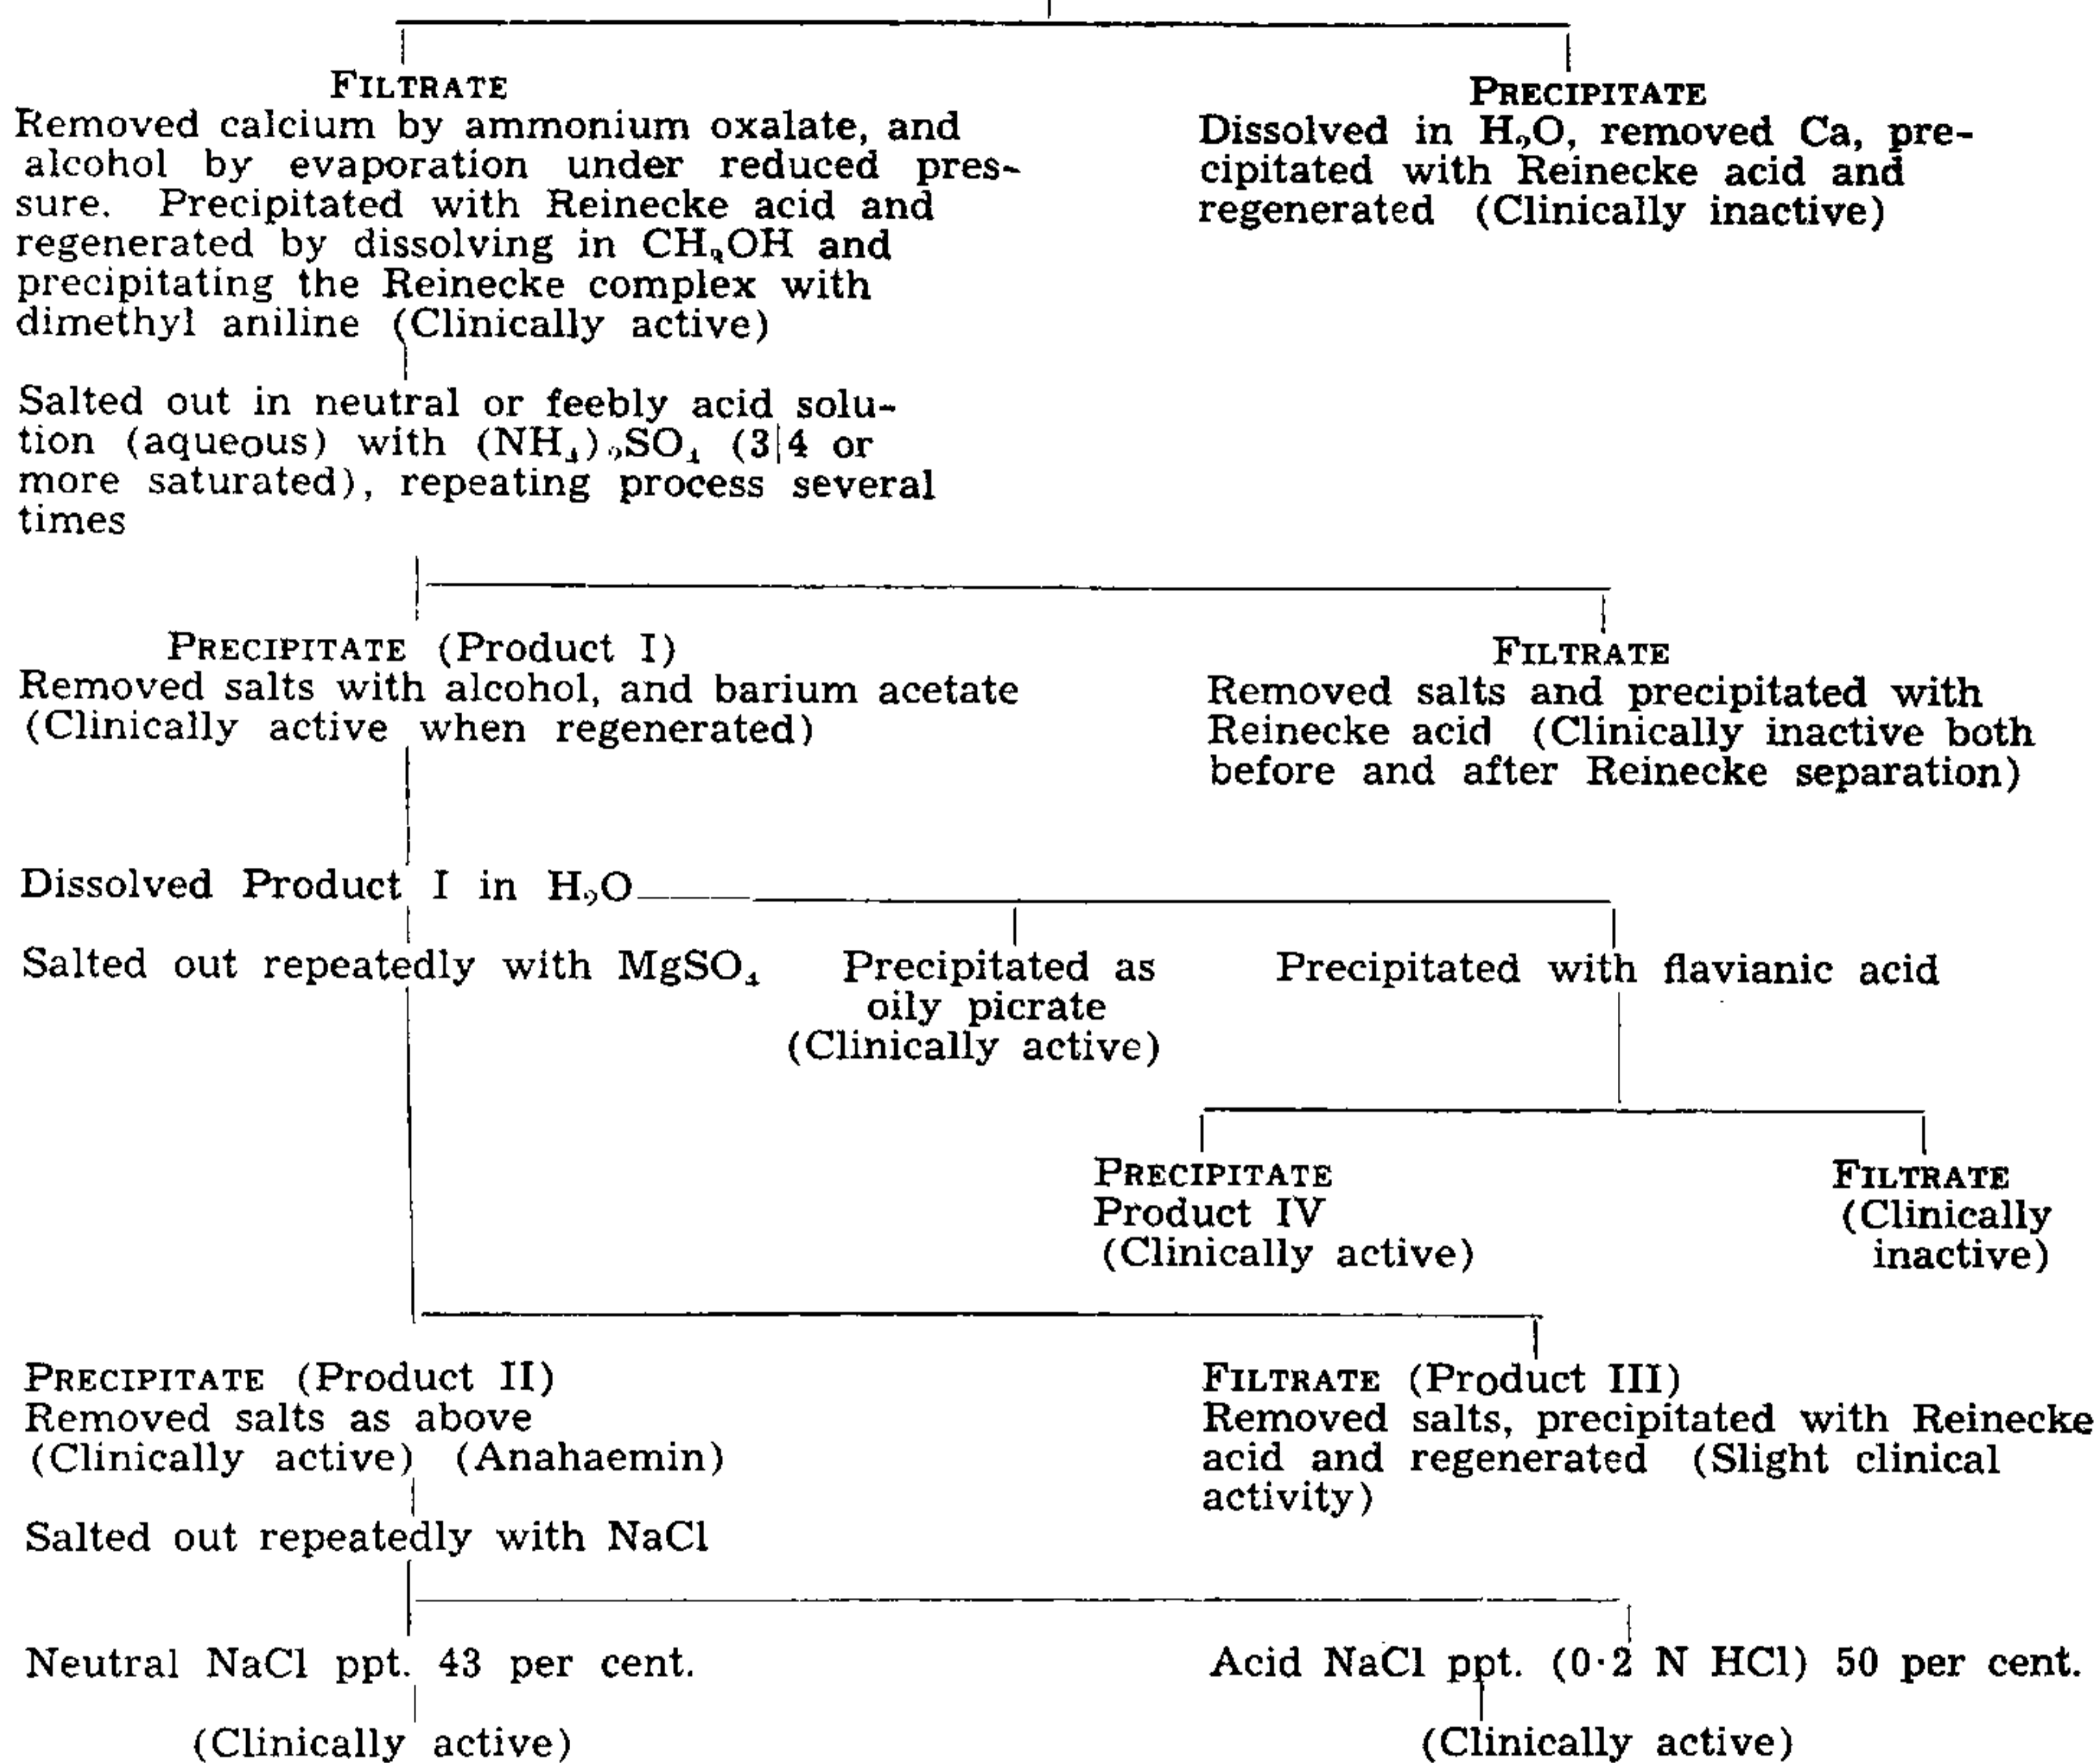 FILTRATE
Removed calcium by ammonium oxalate, and
alcohol by evaporation under reduced pres-
sure. Precipitated with Reinecke acid and
regenerated by dissolving in CH₃OH and
precipitating the Reinecke complex with
dimethyl aniline (Clinically active)
PRECIPITATE
Dissolved in H₂O, removed Ca, pre-
cipitated with Reinecke acid and
regenerated (Clinically inactive)
Salted out in neutral or feebly acid solu-
tion (aqueous) with (NH₄)₂SO₄ (3|4 or
more saturated), repeating process several
times
PRECIPITATE (Product I)
Removed salts with alcohol, and barium acetate
(Clinically active when regenerated)
FILTRATE
Removed salts and precipitated with
Reinecke acid (Clinically inactive both
before and after Reinecke separation)
Dissolved Product I in H₂O
Salted out repeatedly with MgSO₄
Precipitated as
oily picrate
(Clinically active)
Precipitated with flavianic acid
PRECIPITATE
Product IV
(Clinically active)
FILTRATE
(Clinically
inactive)
PRECIPITATE (Product II)
Removed salts as above
(Clinically active) (Anahaemin)
FILTRATE (Product III)
Removed salts, precipitated with Reinecke
acid and regenerated (Slight clinical
activity)
Salted out repeatedly with NaCl
Neutral NaCl ppt. 43 per cent.
(Clinically active)
Acid NaCl ppt. (0·2 N HCl) 50 per cent.
(Clinically active)